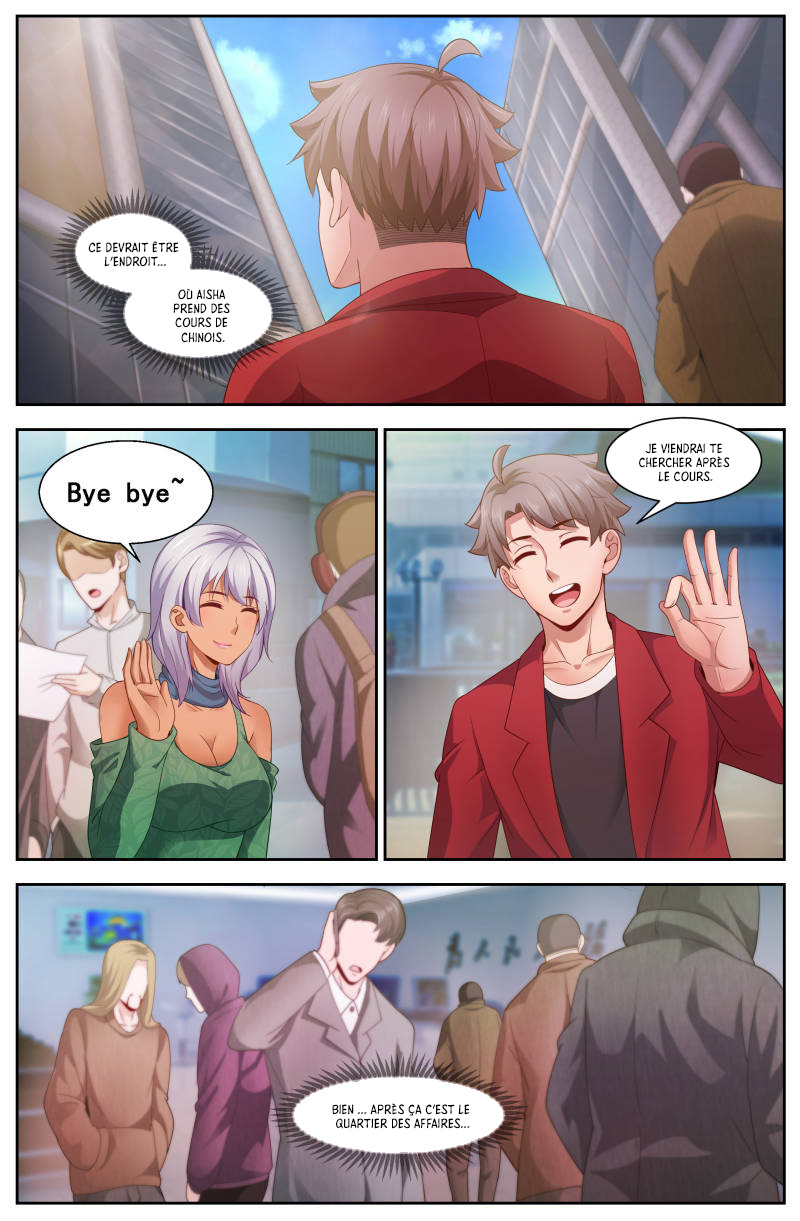 CE DEVRAIT ÊTRE
L'ENDROIT...
OÙ AISHA
PREND DES
COURS DE
CHINOIS.
Bye bye~
JE VIENDRAI TE
CHERCHER APRÈS
LE COURS.
BIEN ... APRÈS ÇA C'EST LE
QUARTIER DES AFFAIRES...